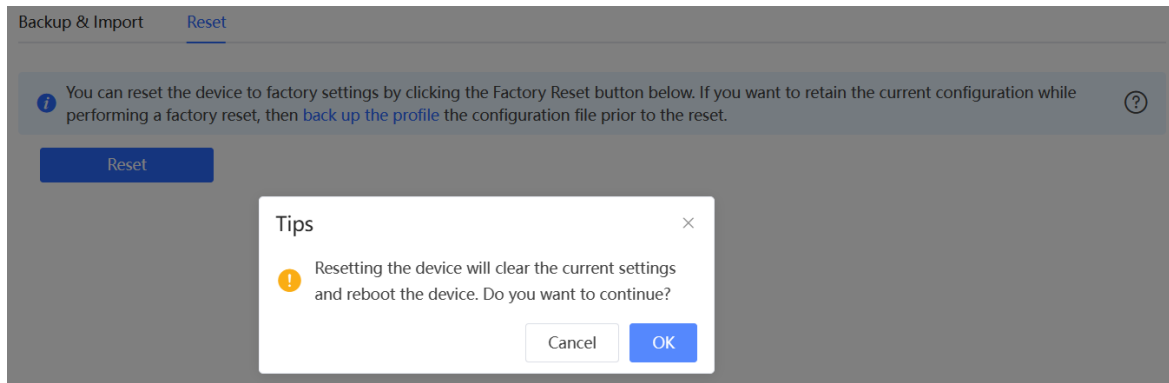 Backup & Import Reset
You can reset the device to factory settings by clicking the Factory Reset button below. If you want to retain the current configuration while
performing a factory reset, then back up the profile the configuration file prior to the reset.
Reset
Tips
Resetting the device will clear the current settings
and reboot the device. Do you want to continue?
Cancel OK